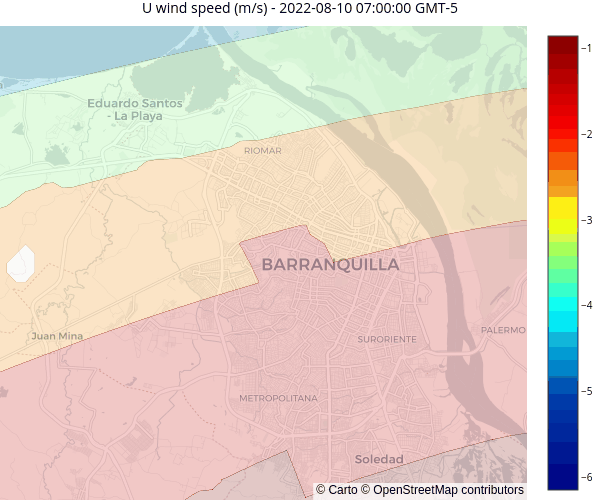 U wind speed (m/s) - 2022-08-10 07:00:00 GMT-5
Eduardo Santos
- La Playa
RIOMAR
BARRANQUILLA
Juan Mina
SURORIENTE
PALERMO
METROPOLITANA
Soledad
© Carto © OpenStreetMap contributors
−1
−2
−3
−4
−5
−6